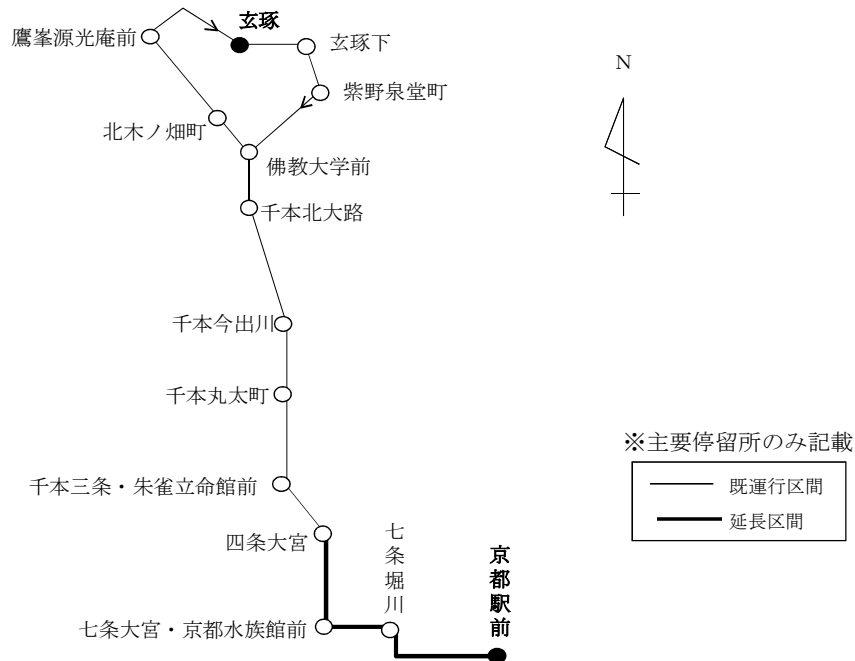 玄琢
鷹峯源光庵前
玄琢下
紫野泉堂町
北木ノ畑町
佛教大学前
千本北大路
千本今出川
千本丸太町
千本三条・朱雀立命館前
四条大宮
七条堀川
七条大宮・京都水族館前
京都駅前
N
※主要停留所のみ記載
既運行区間
延長区間